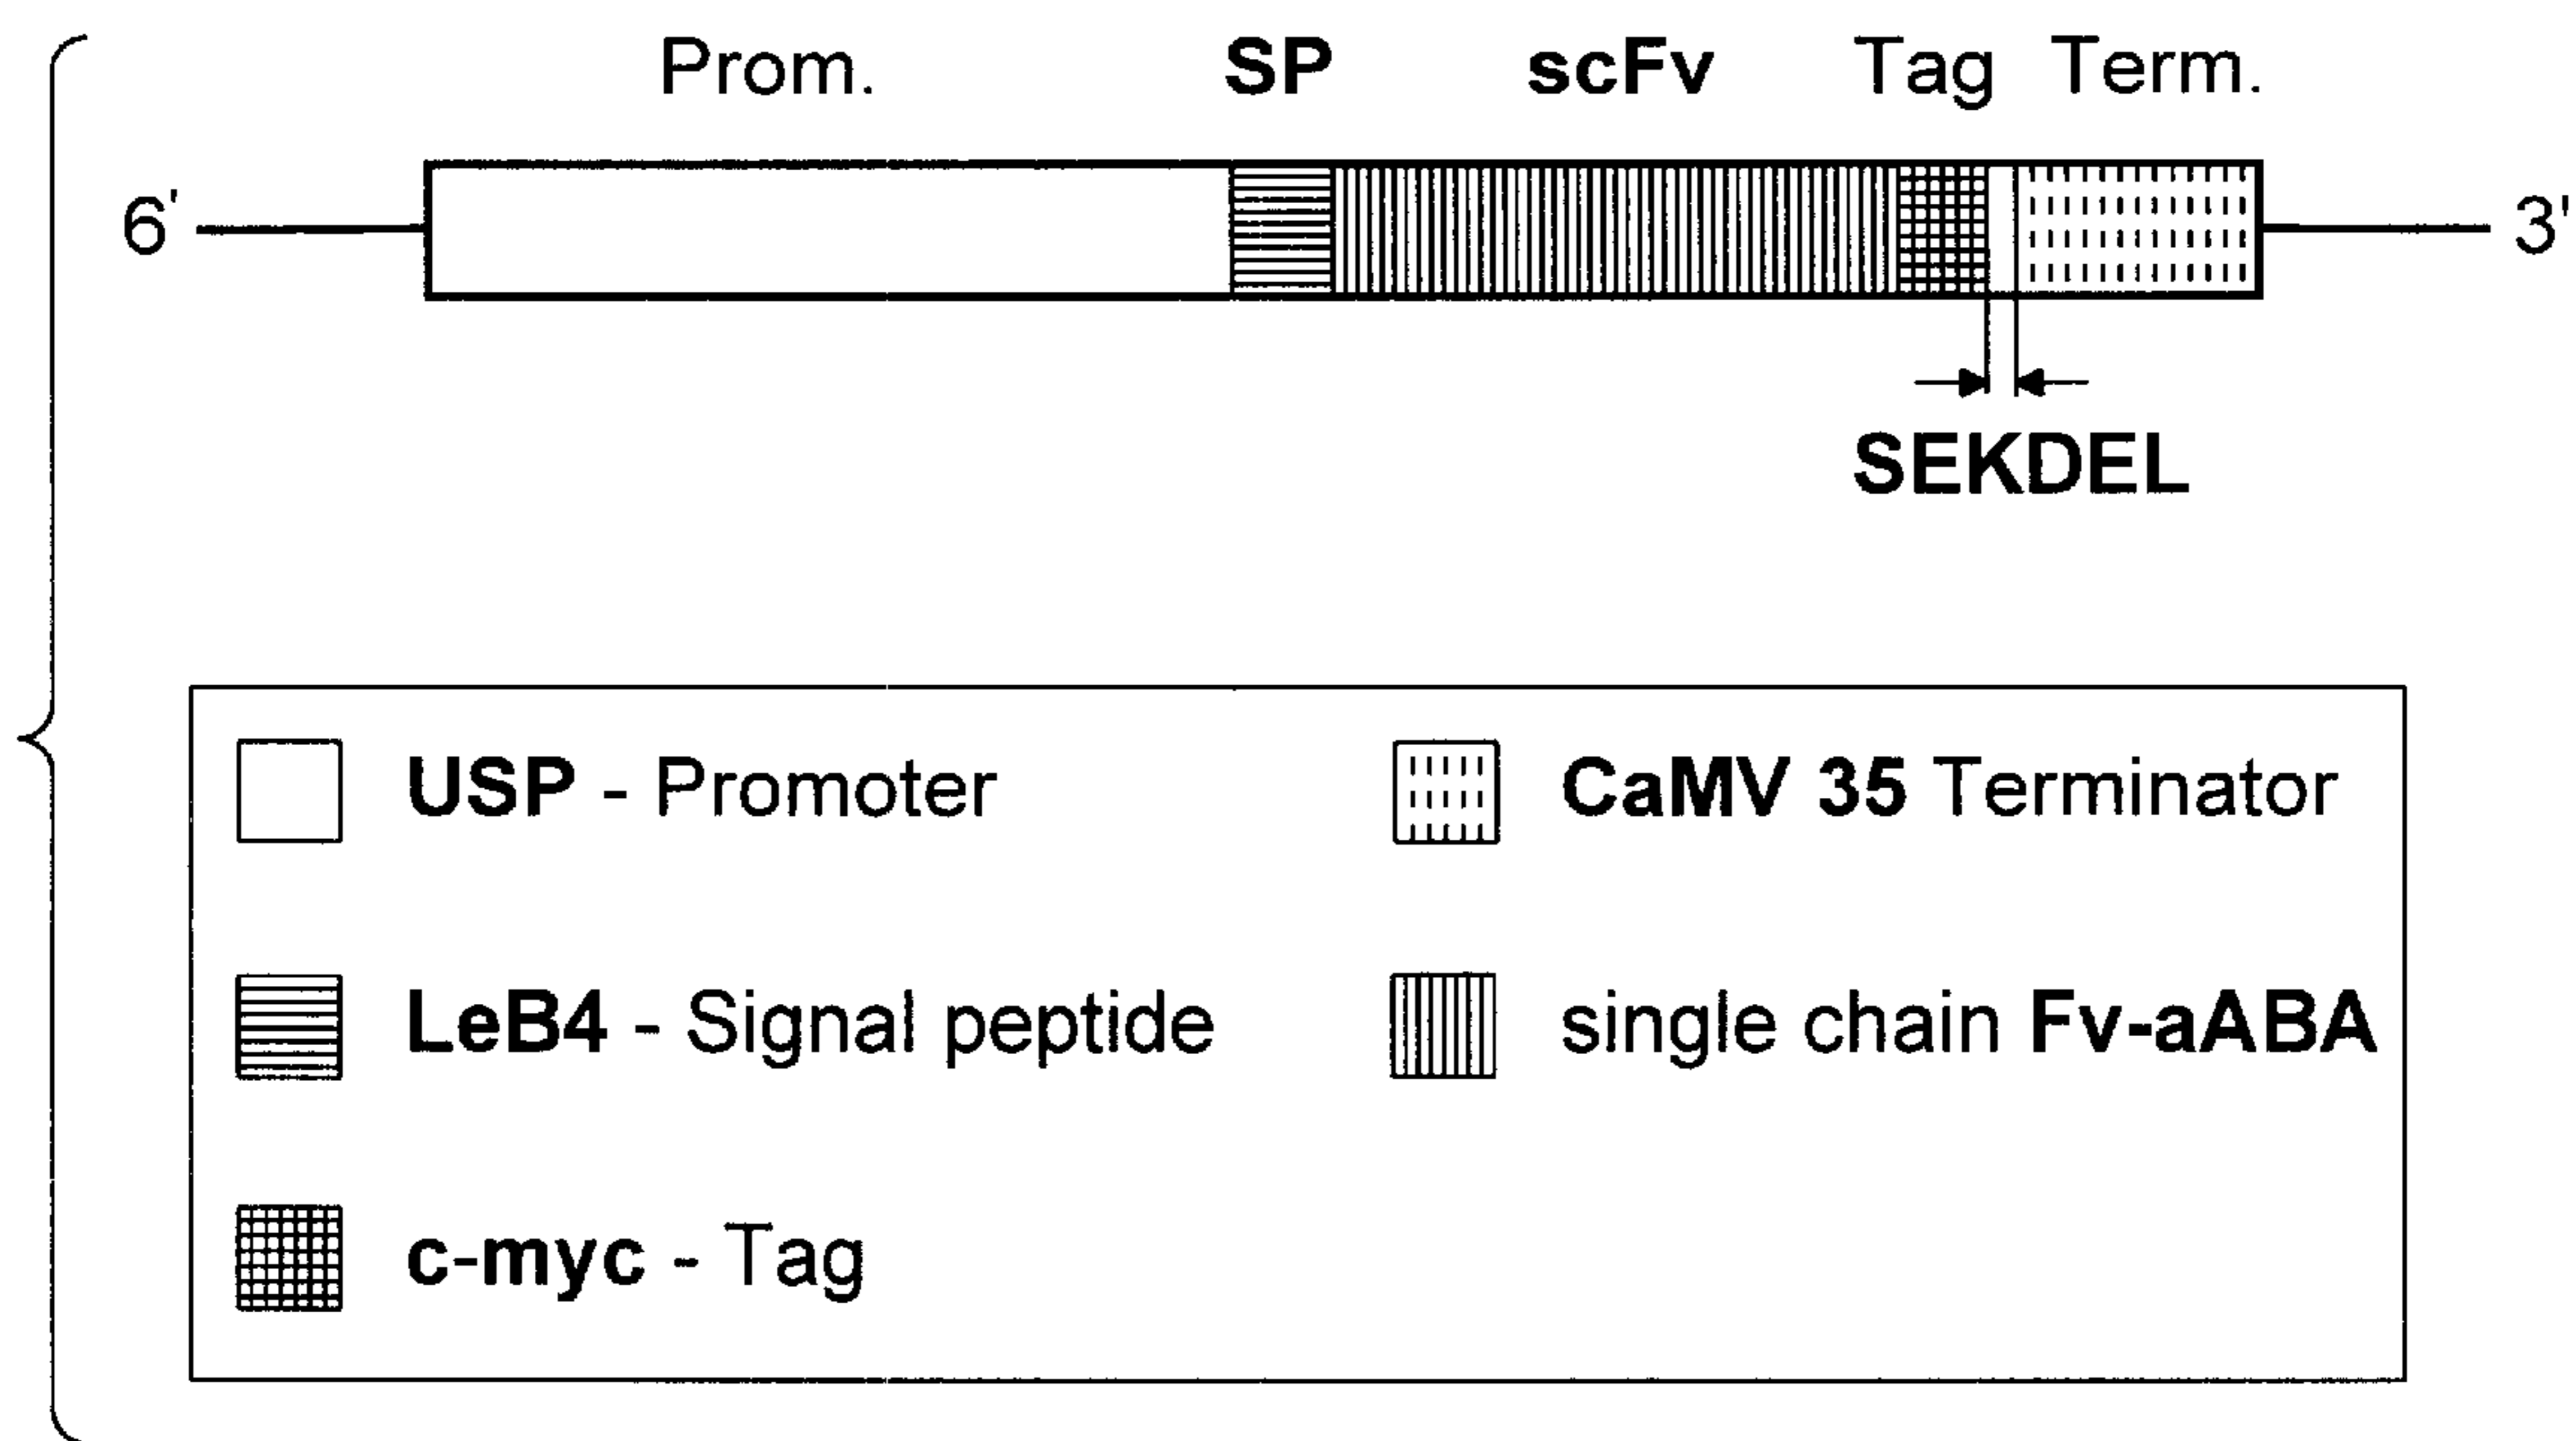 Prom. SP scFv Tag Term.
6' 3'
SEKDEL
USP - Promoter
CaMV 35 Terminator
LeB4 - Signal peptide
single chain Fv-aABA
c-myc - Tag